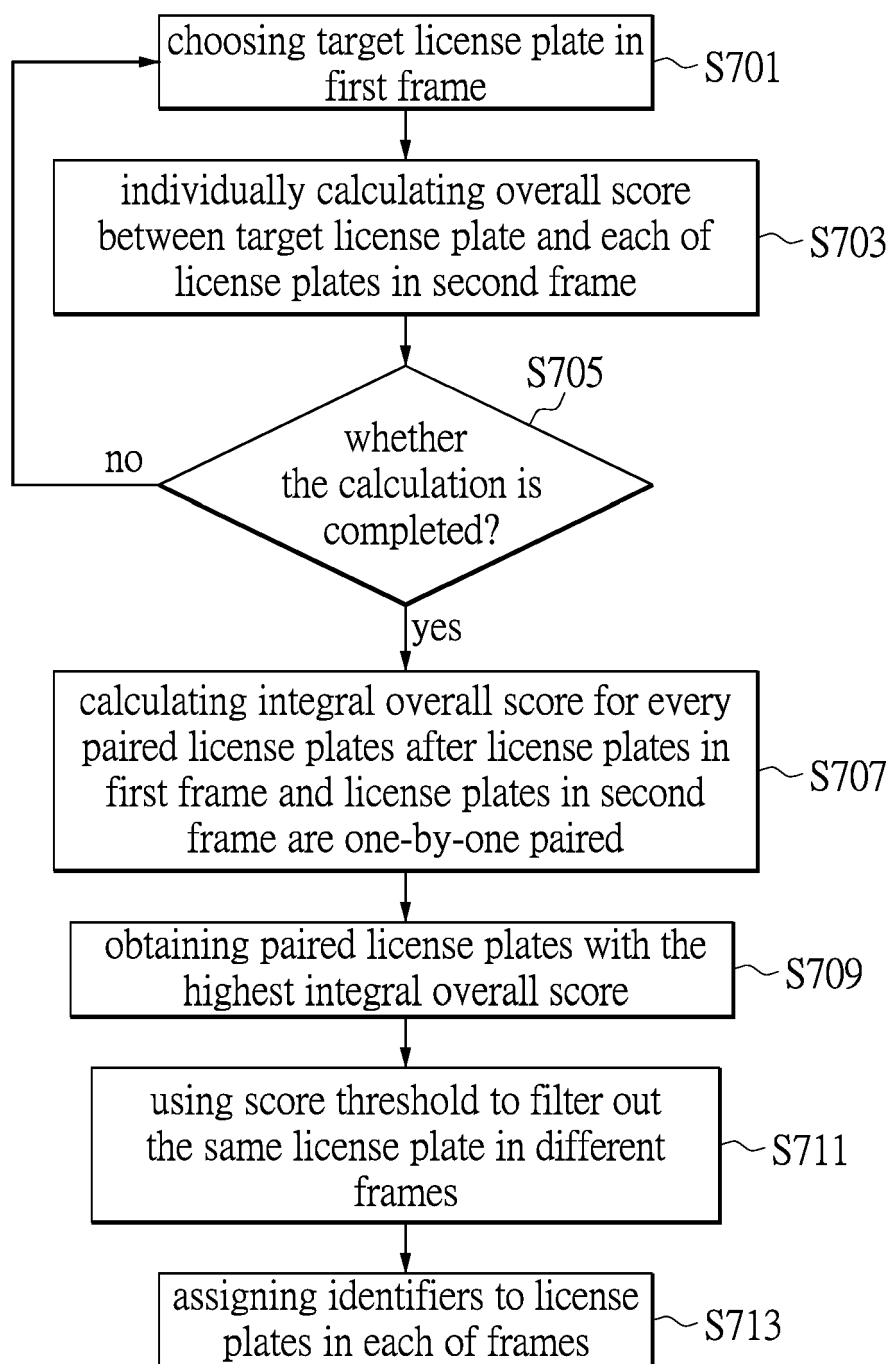 choosing target license plate in
first frame
S701
individually calculating overall score
between target license plate and each of
license plates in second frame
S703
S705
whether
the calculation is
completed?
no
yes
calculating integral overall score for every
paired license plates after license plates in
first frame and license plates in second
frame are one-by-one paired
S707
obtaining paired license plates with the
highest integral overall score
S709
using score threshold to filter out
the same license plate in different
frames
S711
assigning identifiers to license
plates in each of frames
S713